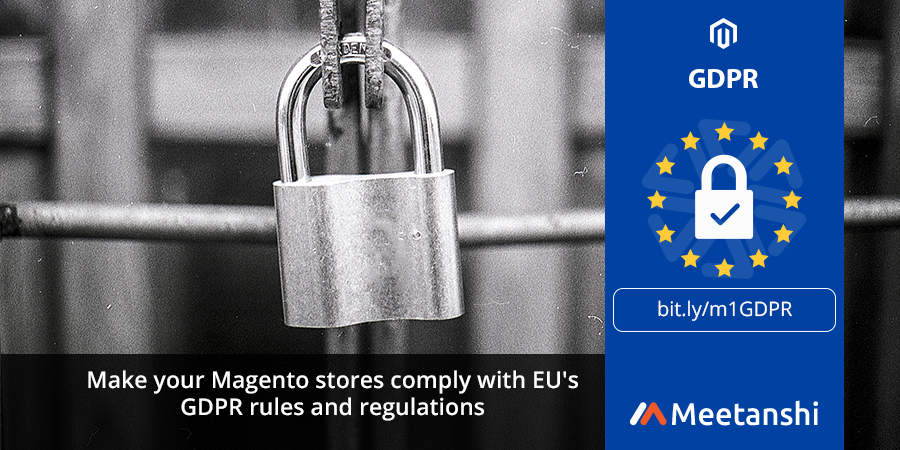 GDPR
bit.ly/m1GDPR
Make your Magento stores comply with EU's
GDPR rules and regulations
Meetanshi